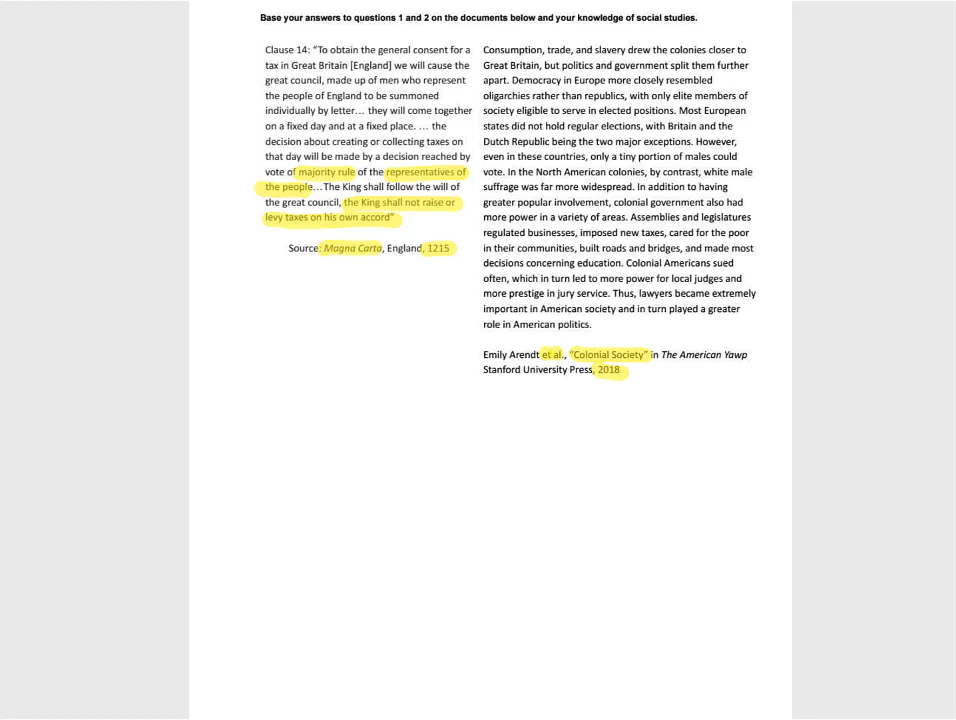 Base your answers to questions 1 and 2 on the documents below and your knowledge of social studies.
Clause 14: “To obtain the general consent for a
tax in Great Britain [England] we will cause the
great council, made up of men who represent
the people of England to be summoned
individually by letter… they will come together
on a fixed day and at a fixed place. … the
decision about creating or collecting taxes on
that day will be made by a decision reached by
vote of majority rule of the representatives of
the people…The King shall follow the will of
the great council, the King shall not raise or
levy taxes on his own accord”
Source: Magna Carta, England, 1215
Consumption, trade, and slavery drew the colonies closer to
Great Britain, but politics and government split them further
apart. Democracy in Europe more closely resembled
oligarchies rather than republics, with only elite members of
society eligible to serve in elected positions. Most European
states did not hold regular elections, with Britain and the
Dutch Republic being the two major exceptions. However,
even in these countries, only a tiny portion of males could
vote. In the North American colonies, by contrast, white male
suffrage was far more widespread. In addition to having
greater popular involvement, colonial government also had
more power in a variety of areas. Assemblies and legislatures
regulated businesses, imposed new taxes, cared for the poor
in their communities, built roads and bridges, and made most
decisions concerning education. Colonial Americans sued
often, which in turn led to more power for local judges and
more prestige in jury service. Thus, lawyers became extremely
important in American society and in turn played a greater
role in American politics.
Emily Arendt et al., “Colonial Society” in The American Yawp
Stanford University Press, 2018